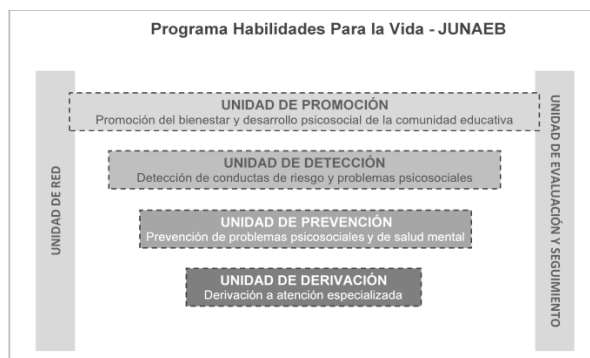 Programa Habilidades Para la Vida - JUNAEB
UNIDAD DE RED
UNIDAD DE PROMOCIÓN
Promoción del bienestar y desarrollo psicosocial de la comunidad educativa
UNIDAD DE DETECCIÓN
Detección de conductas de riesgo y problemas psicosociales
UNIDAD DE PREVENCIÓN
Prevención de problemas psicosociales y de salud mental
UNIDAD DE DERIVACIÓN
Derivación a atención especializada
UNIDAD DE EVALUACIÓN Y SEGUIMIENTO